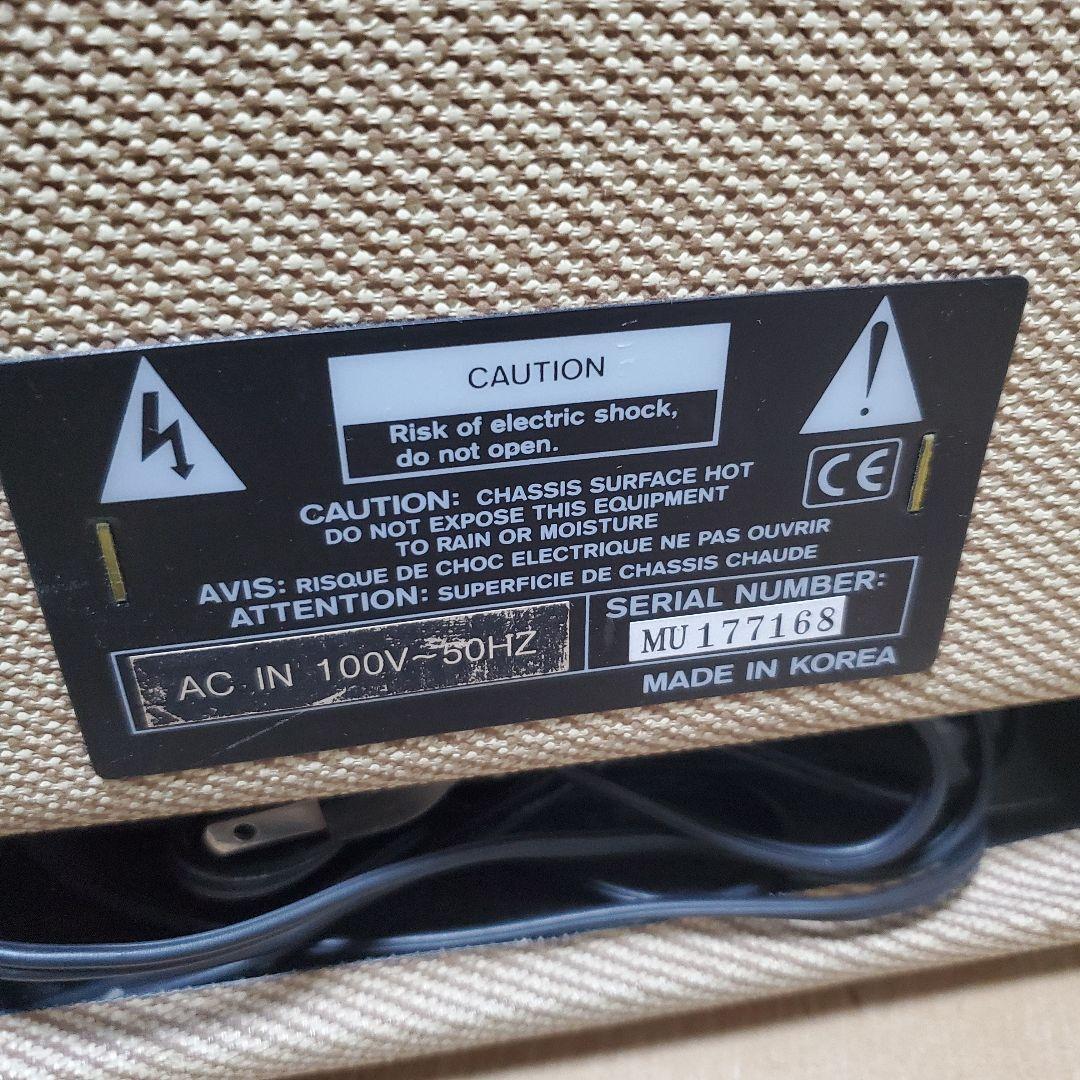 CAUTION
Risk of electric shock,
do not open.
CE
CAUTION: CHASSIS SURFACE HOT
DO NOT EXPOSE THIS EQUIPMENT
TO RAIN OR MOISTURE
AVIS: RISQUE DE CHOC ELECTRIQUE NE PAS OUVRIR
ATTENTION: SUPERFICIE DE CHASSIS CHAUDE
AC IN 100V~50HZ
SERIAL NUMBER:
MU177168
MADE IN KOREA